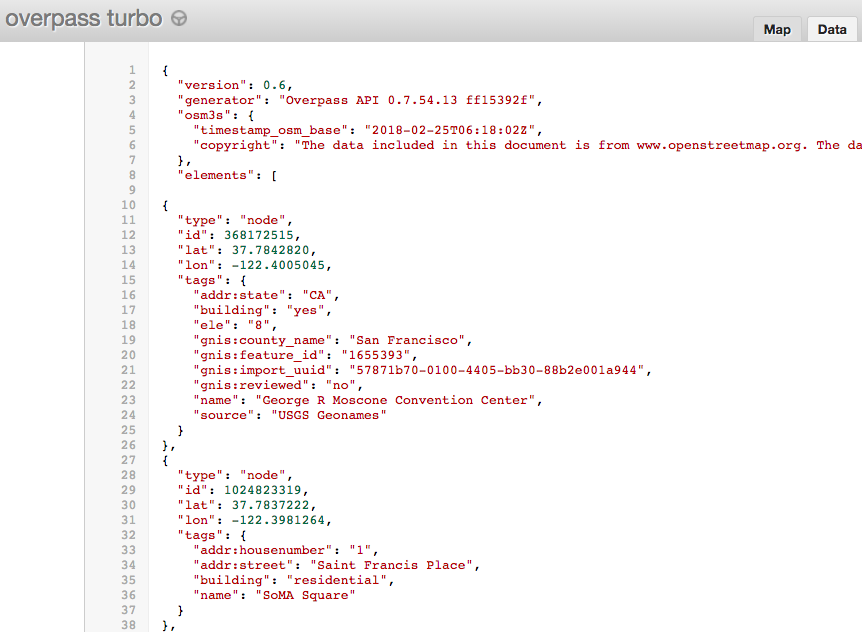 overpass turbo
Map Data
1 {
2 "version": 0.6,
3 "generator": "Overpass API 0.7.54.13 ff15392f",
4 "osm3s": {
5 "timestamp_osm_base": "2018-02-25T06:18:02Z",
6 "copyright": "The data included in this document is from www.openstreetmap.org. The da
7 },
8 "elements": [
9
10 {
11 "type": "node",
12 "id": 368172515,
13 "lat": 37.7842820,
14 "lon": -122.4005045,
15 "tags": {
16 "addr:state": "CA",
17 "building": "yes",
18 "ele": "8",
19 "gnis:county_name": "San Francisco",
20 "gnis:feature_id": "1655393",
21 "gnis:import_uuid": "57871b70-0100-4405-bb30-88b2e001a944",
22 "gnis:reviewed": "no",
23 "name": "George R Moscone Convention Center",
24 "source": "USGS Geonames"
25 }
26 },
27 {
28 "type": "node",
29 "id": 1024823319,
30 "lat": 37.7837222,
31 "lon": -122.3981264,
32 "tags": {
33 "addr:housenumber": "1",
34 "addr:street": "Saint Francis Place",
35 "building": "residential",
36 "name": "SoMA Square"
37 }
38 },